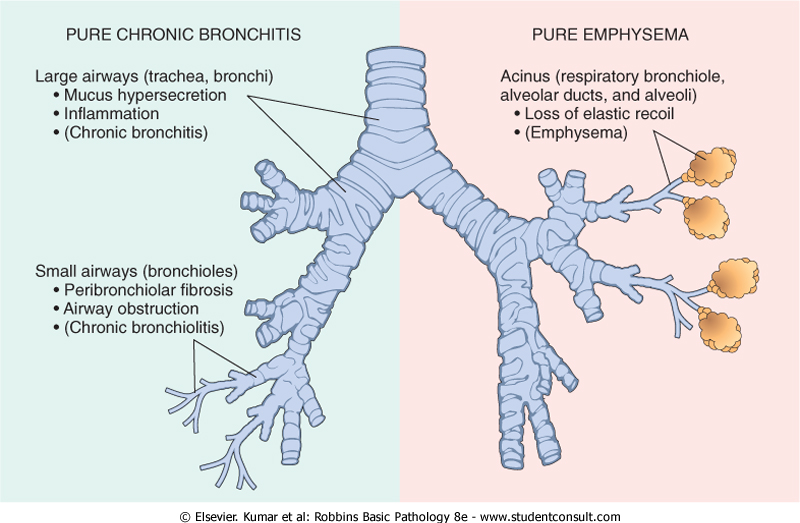 PURE CHRONIC BRONCHITIS
Large airways (trachea, bronchi)
• Mucus hypersecretion
• Inflammation
• (Chronic bronchitis)
Small airways (bronchioles)
• Peribronchiolar fibrosis
• Airway obstruction
• (Chronic bronchiolitis)
PURE EMPHYSEMA
Acinus (respiratory bronchiole,
alveolar ducts, and alveoli)
• Loss of elastic recoil
• (Emphysema)
© Elsevier. Kumar et al: Robbins Basic Pathology 8e - www.studentconsult.com